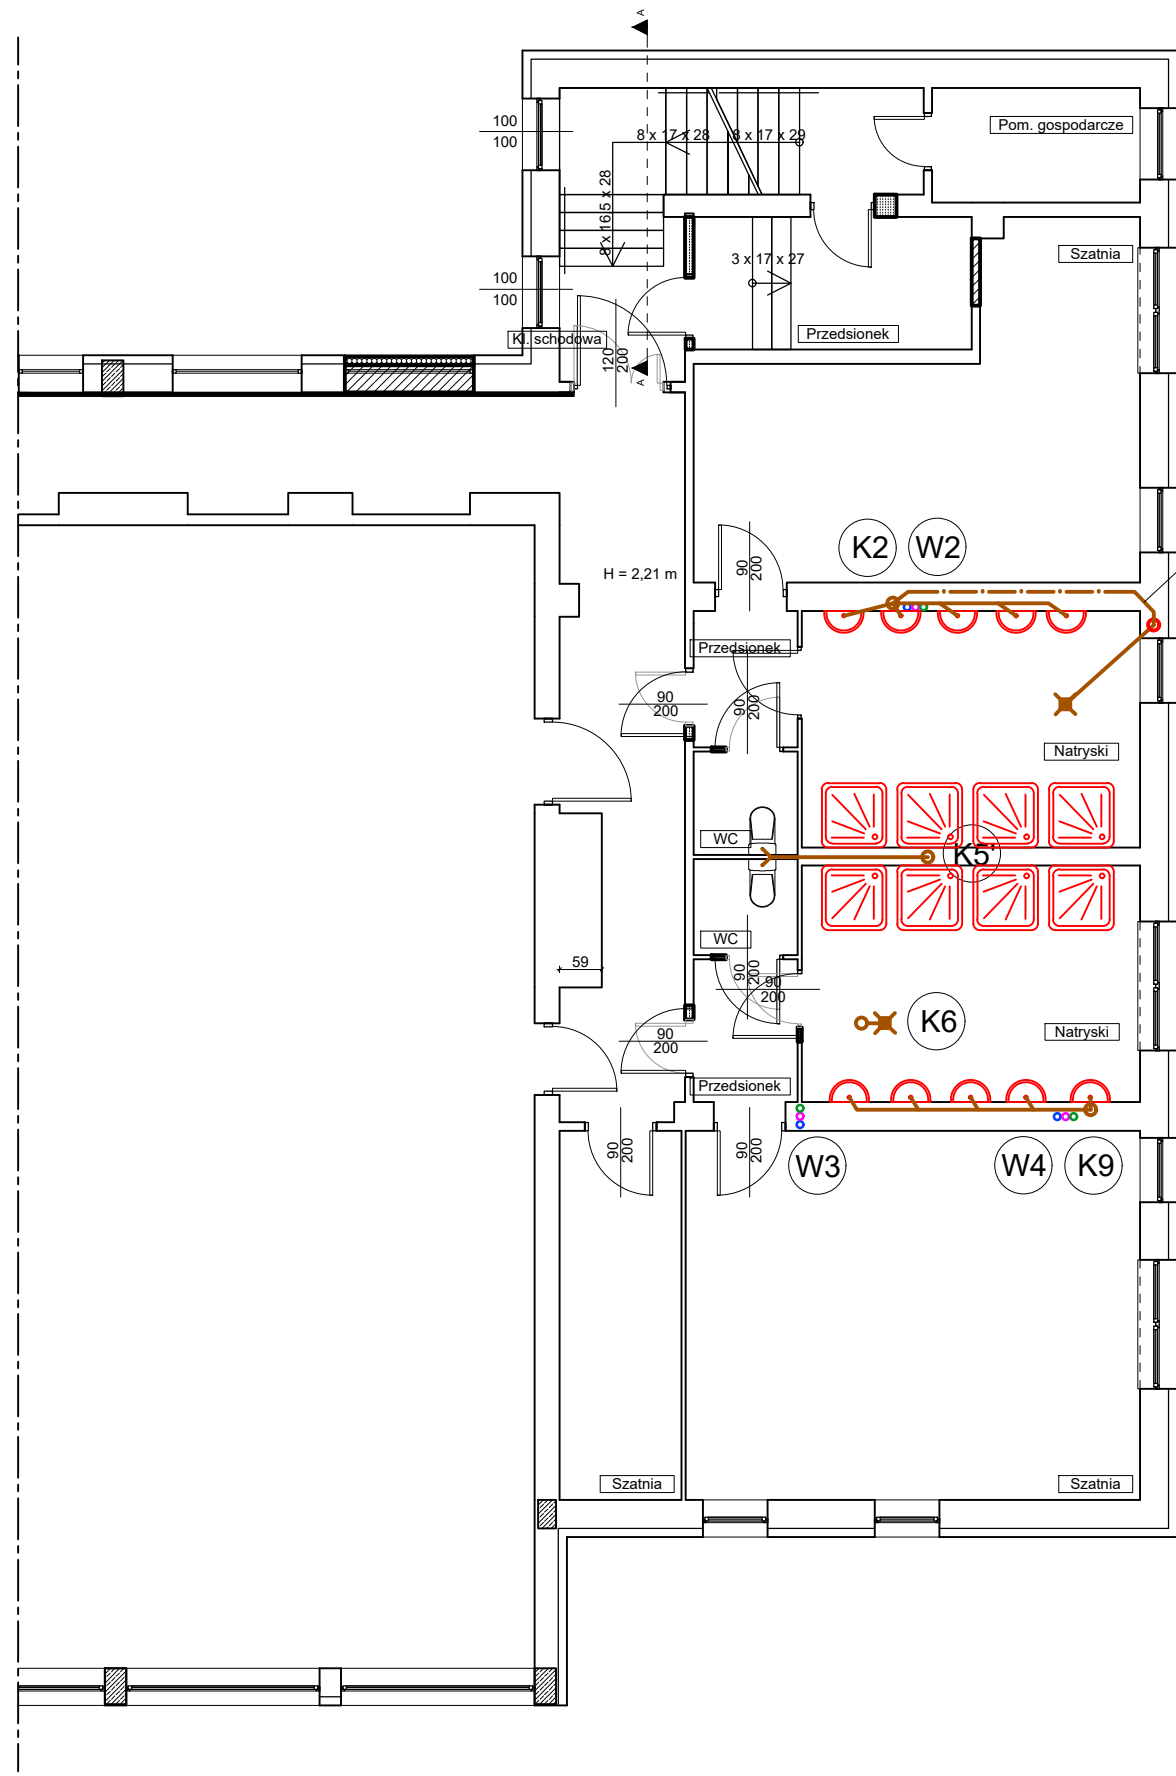 A
100
100
8 x 17 x 28
8 x 17 x 29
Pom. gospodarcze
8 x 16,5 x 28
Szatnia
3 x 17 x 27
100
100
Kl. schodowa
Przedsionek
120
200
A
K2
W2
90
200
H = 2,21 m
Przedsionek
90
200
90
200
Natryski
WC
K5
WC
90
200
59
90
200
K6
90
200
Natryski
Przedsionek
90
200
90
200
W3
W4
K9
Szatnia
Szatnia